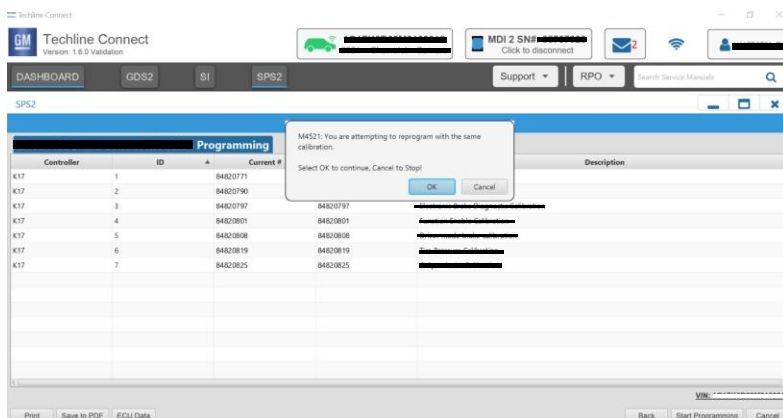 Techline Connect
GM
Techline Connect
Version: 1.6.0 Validation
MDI 2 SN#
Click to disconnect
2
DASHBOARD GDS2 SI SPS2 Support RPO Search Service Manuals
SPS2
Programming
M4521: You are attempting to reprogram with the same
calibration.
Select OK to continue, Cancel to Stop!
OK Cancel
Controller ID Current # Description
K17 1 84820771
K17 2 84820790
K17 3 84820797 84820797
K17 4 84820801 84820801
K17 5 84820808 84820808
K17 6 84820819 84820819
K17 7 84820825 84820825
VIN:
Print Save to PDF ECU Data Back Start Programming Cancel